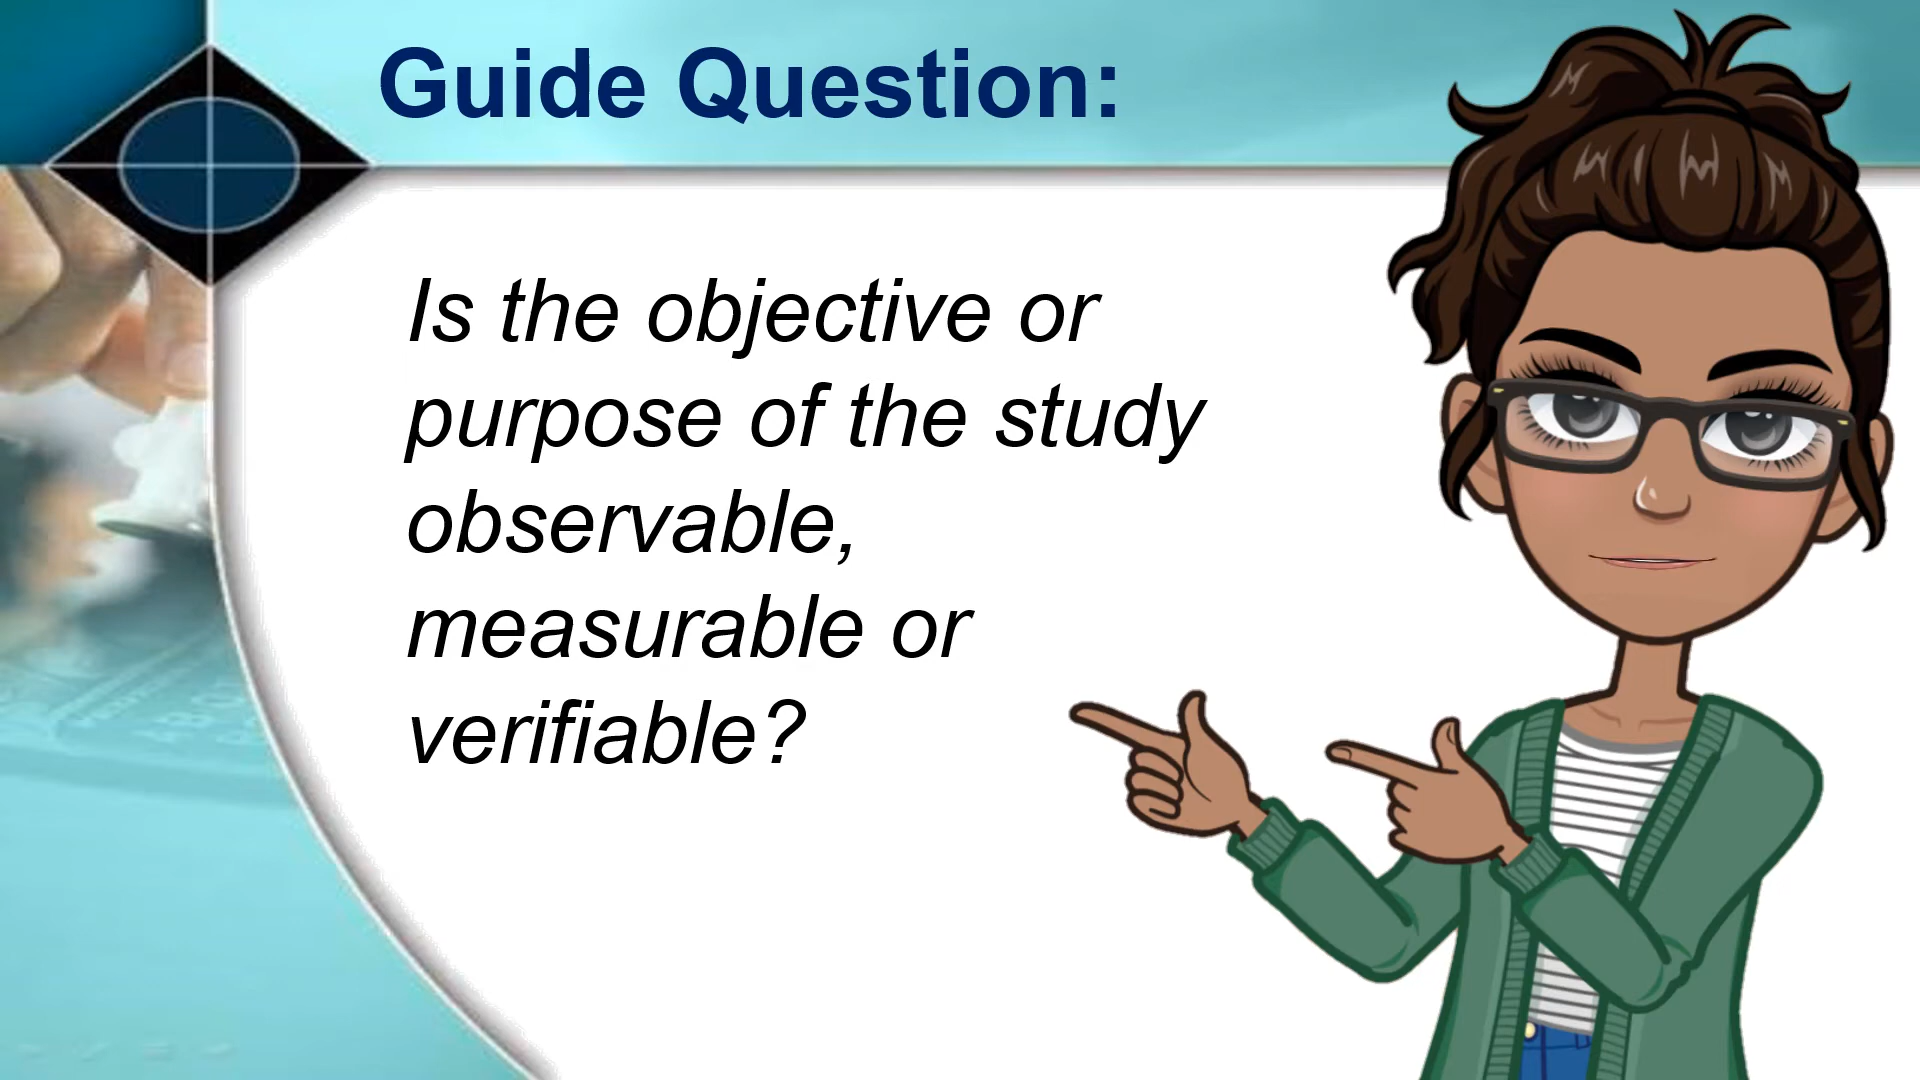 Guide Question:
Is the objective or
purpose of the study
observable,
measurable or
verifiable?